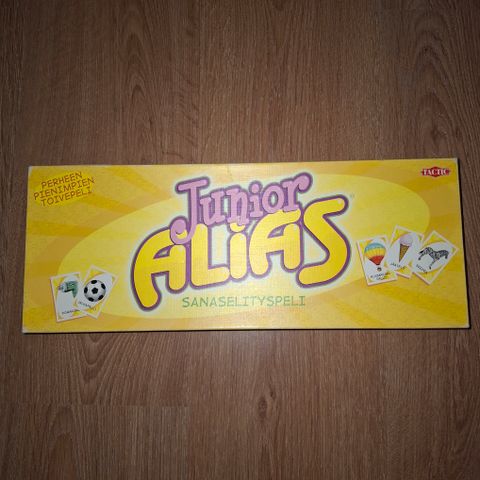 PERHEEN
PIENIMPIEN
TOIVEPELI
TACTIC
Junior
ALIAS®
SANASELITYSPELI